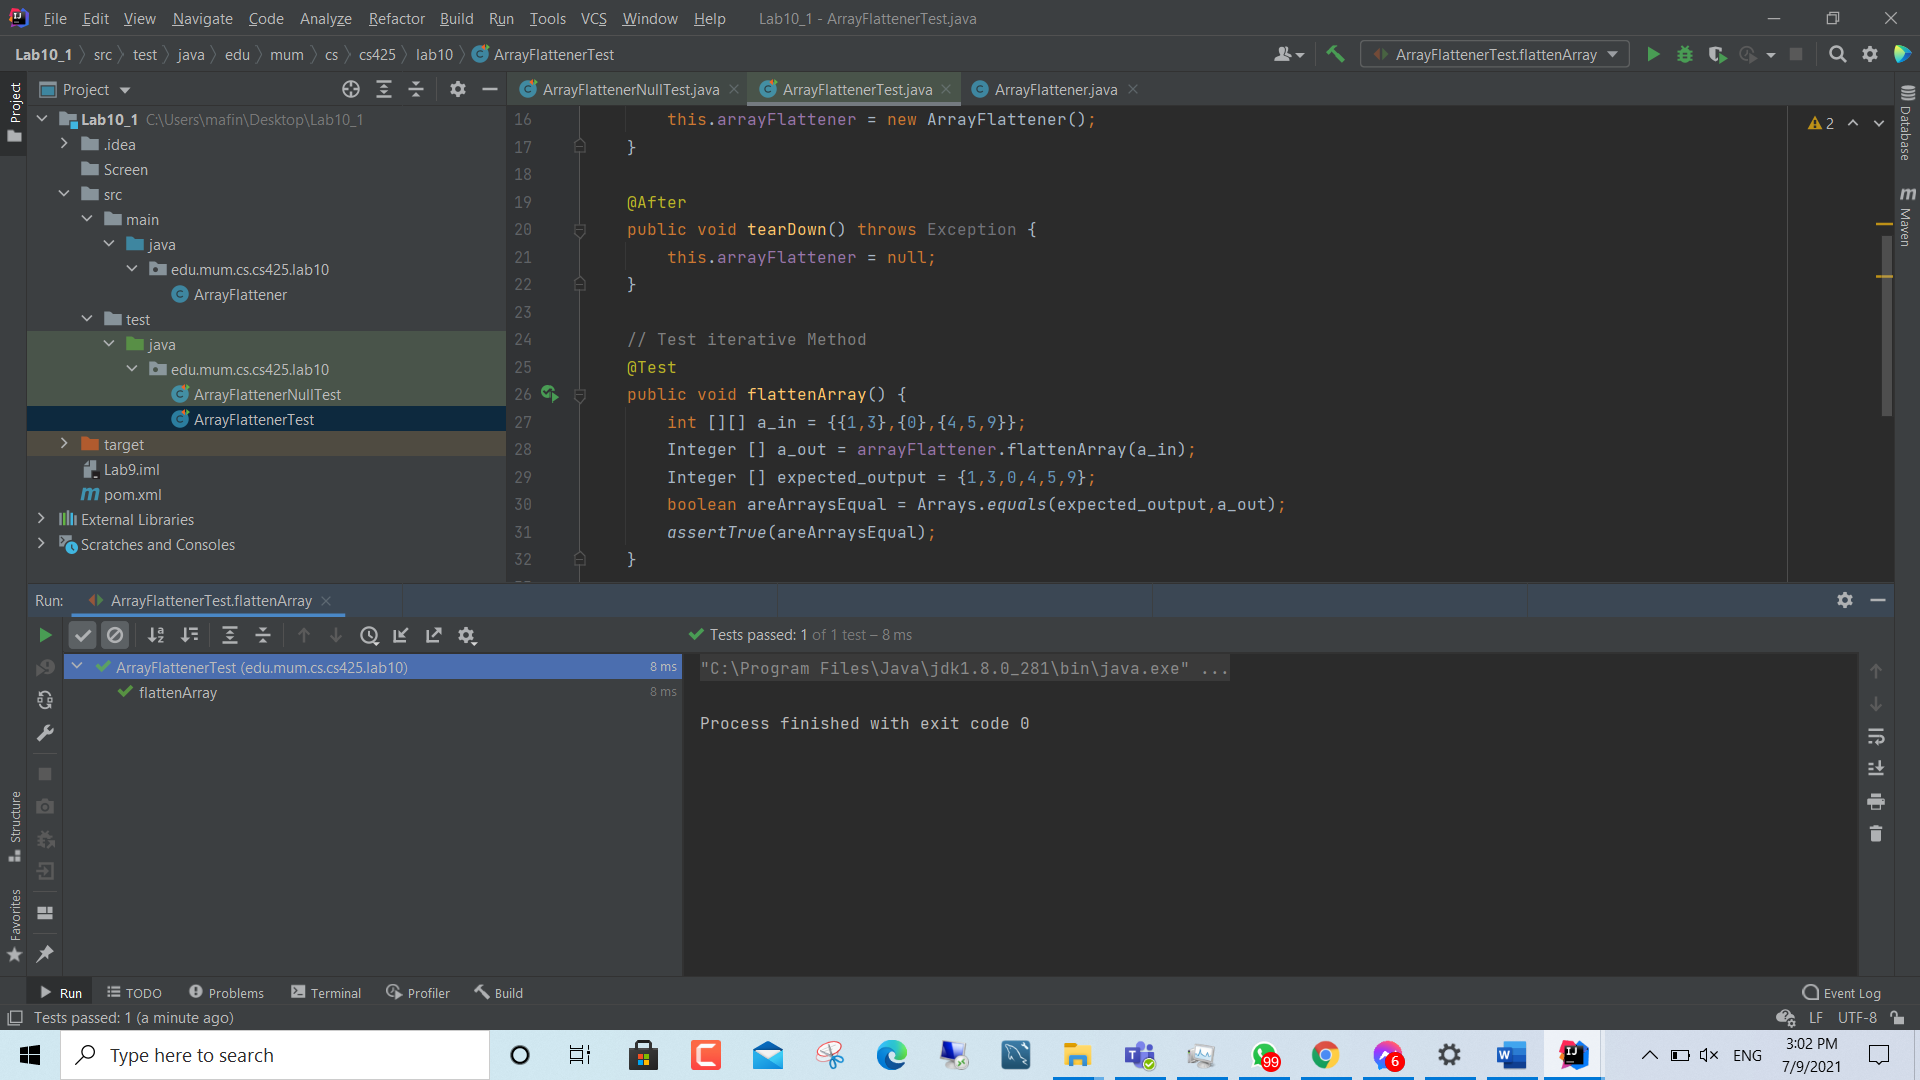 File Edit View Navigate Code Analyze Refactor Build Run Tools VCS Window Help Lab10_1 - ArrayFlattenerTest.java
Lab10_1 src test java edu mum cs cs425 lab10 ArrayFlattenerTest ArrayFlattenerTest.flattenArray
Project ArrayFlattenerNullTest.java ArrayFlattenerTest.java ArrayFlattener.java
Project
Lab10_1 C:\Users\mafin\Desktop\Lab10_1
.idea
Screen
src
main
java
edu.mum.cs.cs425.lab10
ArrayFlattener
test
java
edu.mum.cs.cs425.lab10
ArrayFlattenerNullTest
ArrayFlattenerTest
target
Lab9.iml
pom.xml
External Libraries
Scratches and Consoles
16 this.arrayFlattener = new ArrayFlattener();
17 }
18
19 @After
20 public void tearDown() throws Exception {
21 this.arrayFlattener = null;
22 }
23
24 // Test iterative Method
25 @Test
26 public void flattenArray() {
27 int [][] a_in = {{1,3},{0},{4,5,9}};
28 Integer [] a_out = arrayFlattener.flattenArray(a_in);
29 Integer [] expected_output = {1,3,0,4,5,9};
30 boolean areArraysEqual = Arrays.equals(expected_output,a_out);
31 assertTrue(areArraysEqual);
32 }
2
Database
Maven
Run: ArrayFlattenerTest.flattenArray
Tests passed: 1 of 1 test – 8 ms
ArrayFlattenerTest (edu.mum.cs.cs425.lab10) 8 ms
flattenArray 8 ms
"C:\Program Files\Java\jdk1.8.0_281\bin\java.exe" ...
Process finished with exit code 0
Structure
Favorites
Run TODO Problems Terminal Profiler Build Event Log
Tests passed: 1 (a minute ago) LF UTF-8
Type here to search 99 6 ENG 3:02 PM
7/9/2021